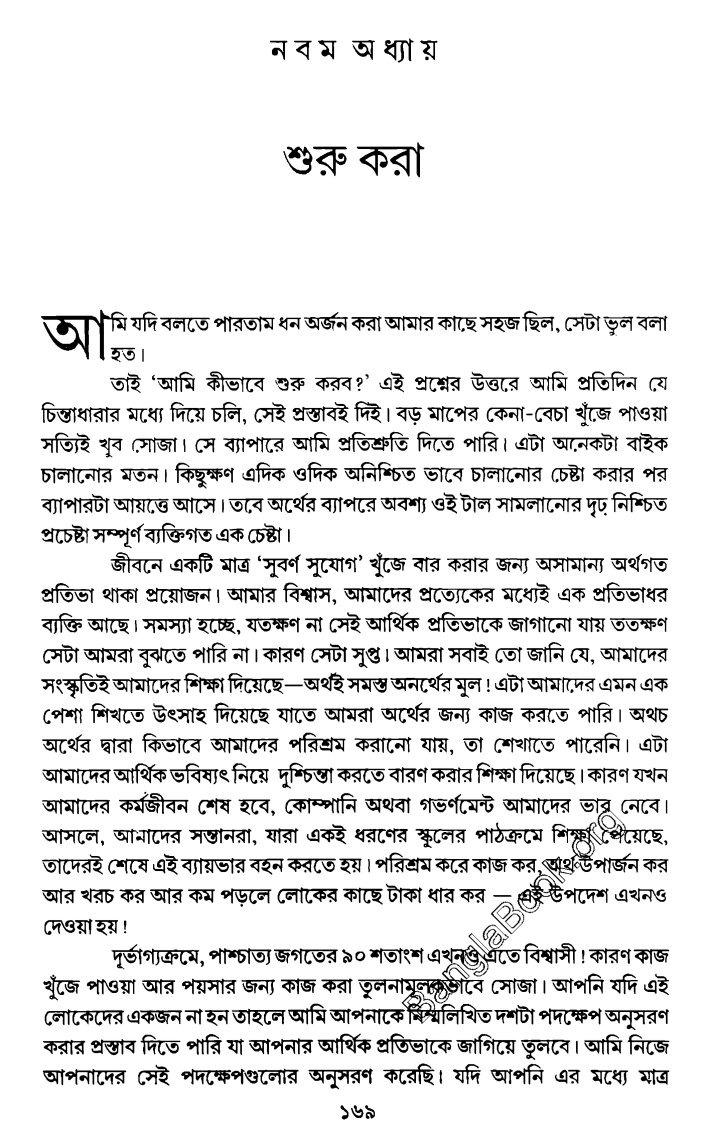 নবম অধ্যায়
শুরু করা
আমি যদি বলতে পারতাম ধন অর্জন করা আমার কাছে সহজ ছিল, সেটা ভুল বলা
হত।
তাই ‘আমি কীভাবে শুরু করব?’ এই প্রশ্নের উত্তরে আমি প্রতিদিন যে
চিন্তাধারার মধ্যে দিয়ে চলি, সেই প্রস্তাবই দিই। বড় মাপের কেনা-বেচা খুঁজে পাওয়া
সত্যিই খুব সোজা। সে ব্যাপারে আমি প্রতিশ্রুতি দিতে পারি। এটা অনেকটা বাইক
চালানোর মতন। কিছুক্ষণ এদিক ওদিক অনিশ্চিত ভাবে চালানোর চেষ্টা করার পর
ব্যাপারটা আয়ত্তে আসে। তবে অর্থের ব্যাপরে অবশ্য ওই টাল সামলানোর দৃঢ় নিশ্চিত
প্রচেষ্টা সম্পূর্ণ ব্যক্তিগত এক চেষ্টা।
জীবনে একটি মাত্র ‘সুবর্ণ সুযোগ’ খুঁজে বার করার জন্য অসামান্য অর্থগত
প্রতিভা থাকা প্রয়োজন। আমার বিশ্বাস, আমাদের প্রত্যেকের মধ্যেই এক প্রতিভাধর
ব্যক্তি আছে। সমস্যা হচ্ছে, যতক্ষণ না সেই আর্থিক প্রতিভাকে জাগানো যায় ততক্ষণ
সেটা আমরা বুঝতে পারি না। কারণ সেটা সুপ্ত। আমরা সবাই তো জানি যে, আমাদের
সংস্কৃতিই আমাদের শিক্ষা দিয়েছে—অর্থই সমস্ত অনর্থের মূল! এটা আমাদের এমন এক
পেশা শিখতে উৎসাহ দিয়েছে যাতে আমরা অর্থের জন্য কাজ করতে পারি। অথচ
অর্থের দ্বারা কিভাবে আমাদের পরিশ্রম করানো যায়, তা শেখাতে পারেনি। এটা
আমাদের আর্থিক ভবিষ্যৎ নিয়ে দুশ্চিন্তা করতে বারণ করার শিক্ষা দিয়েছে। কারণ যখন
আমাদের কর্মজীবন শেষ হবে, কোম্পানি অথবা গভর্ণমেন্ট আমাদের ভার নেবে।
আসলে, আমাদের সন্তানরা, যারা একই ধরণের স্কুলের পাঠক্রমে শিক্ষা পেয়েছে,
তাদেরই শেষে এই ব্যয়ভার বহন করতে হয়। পরিশ্রম করে কাজ কর, অর্থ উপার্জন কর
আর খরচ কর আর কম পড়লে লোকের কাছে টাকা ধার কর — এই উপদেশ এখনও
দেওয়া হয়!
দূর্ভাগ্যক্রমে, পাশ্চাত্য জগতের ৯০ শতাংশ এখনও এতে বিশ্বাসী! কারণ কাজ
খুঁজে পাওয়া আর পয়সার জন্য কাজ করা তুলনামূলকভাবে সোজা। আপনি যদি এই
লোকেদের একজন না হন তাহলে আমি আপনাকে নিম্মলিখিত দশটা পদক্ষেপ অনুসরণ
করার প্রস্তাব দিতে পারি যা আপনার আর্থিক প্রতিভাকে জাগিয়ে তুলবে। আমি নিজে
আপনাদের সেই পদক্ষেপগুলোর অনুসরণ করেছি। যদি আপনি এর মধ্যে মাত্র
১৬৯
BanglaBook.org